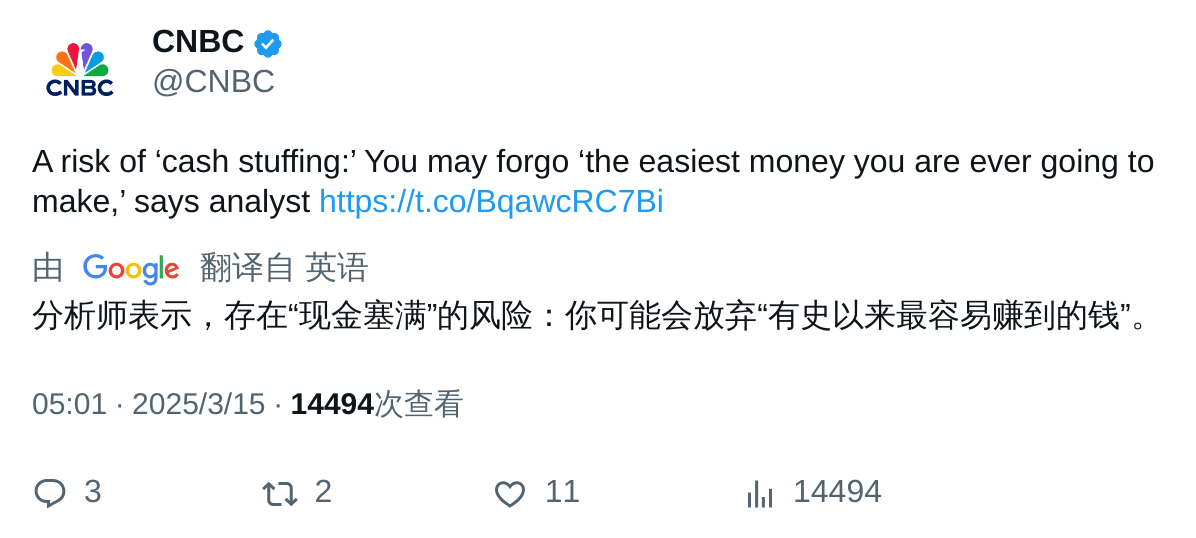 CNBC
CNBC
@CNBC
A risk of ‘cash stuffing:’ You may forgo ‘the easiest money you are ever going to
make,’ says analyst https://t.co/BqawcRC7Bi
由 Google 翻译自 英语
分析师表示，存在“现金塞满”的风险：你可能会放弃“有史以来最容易赚到的钱”。
05:01 · 2025/3/15 · 14494次查看
3 2 11 14494